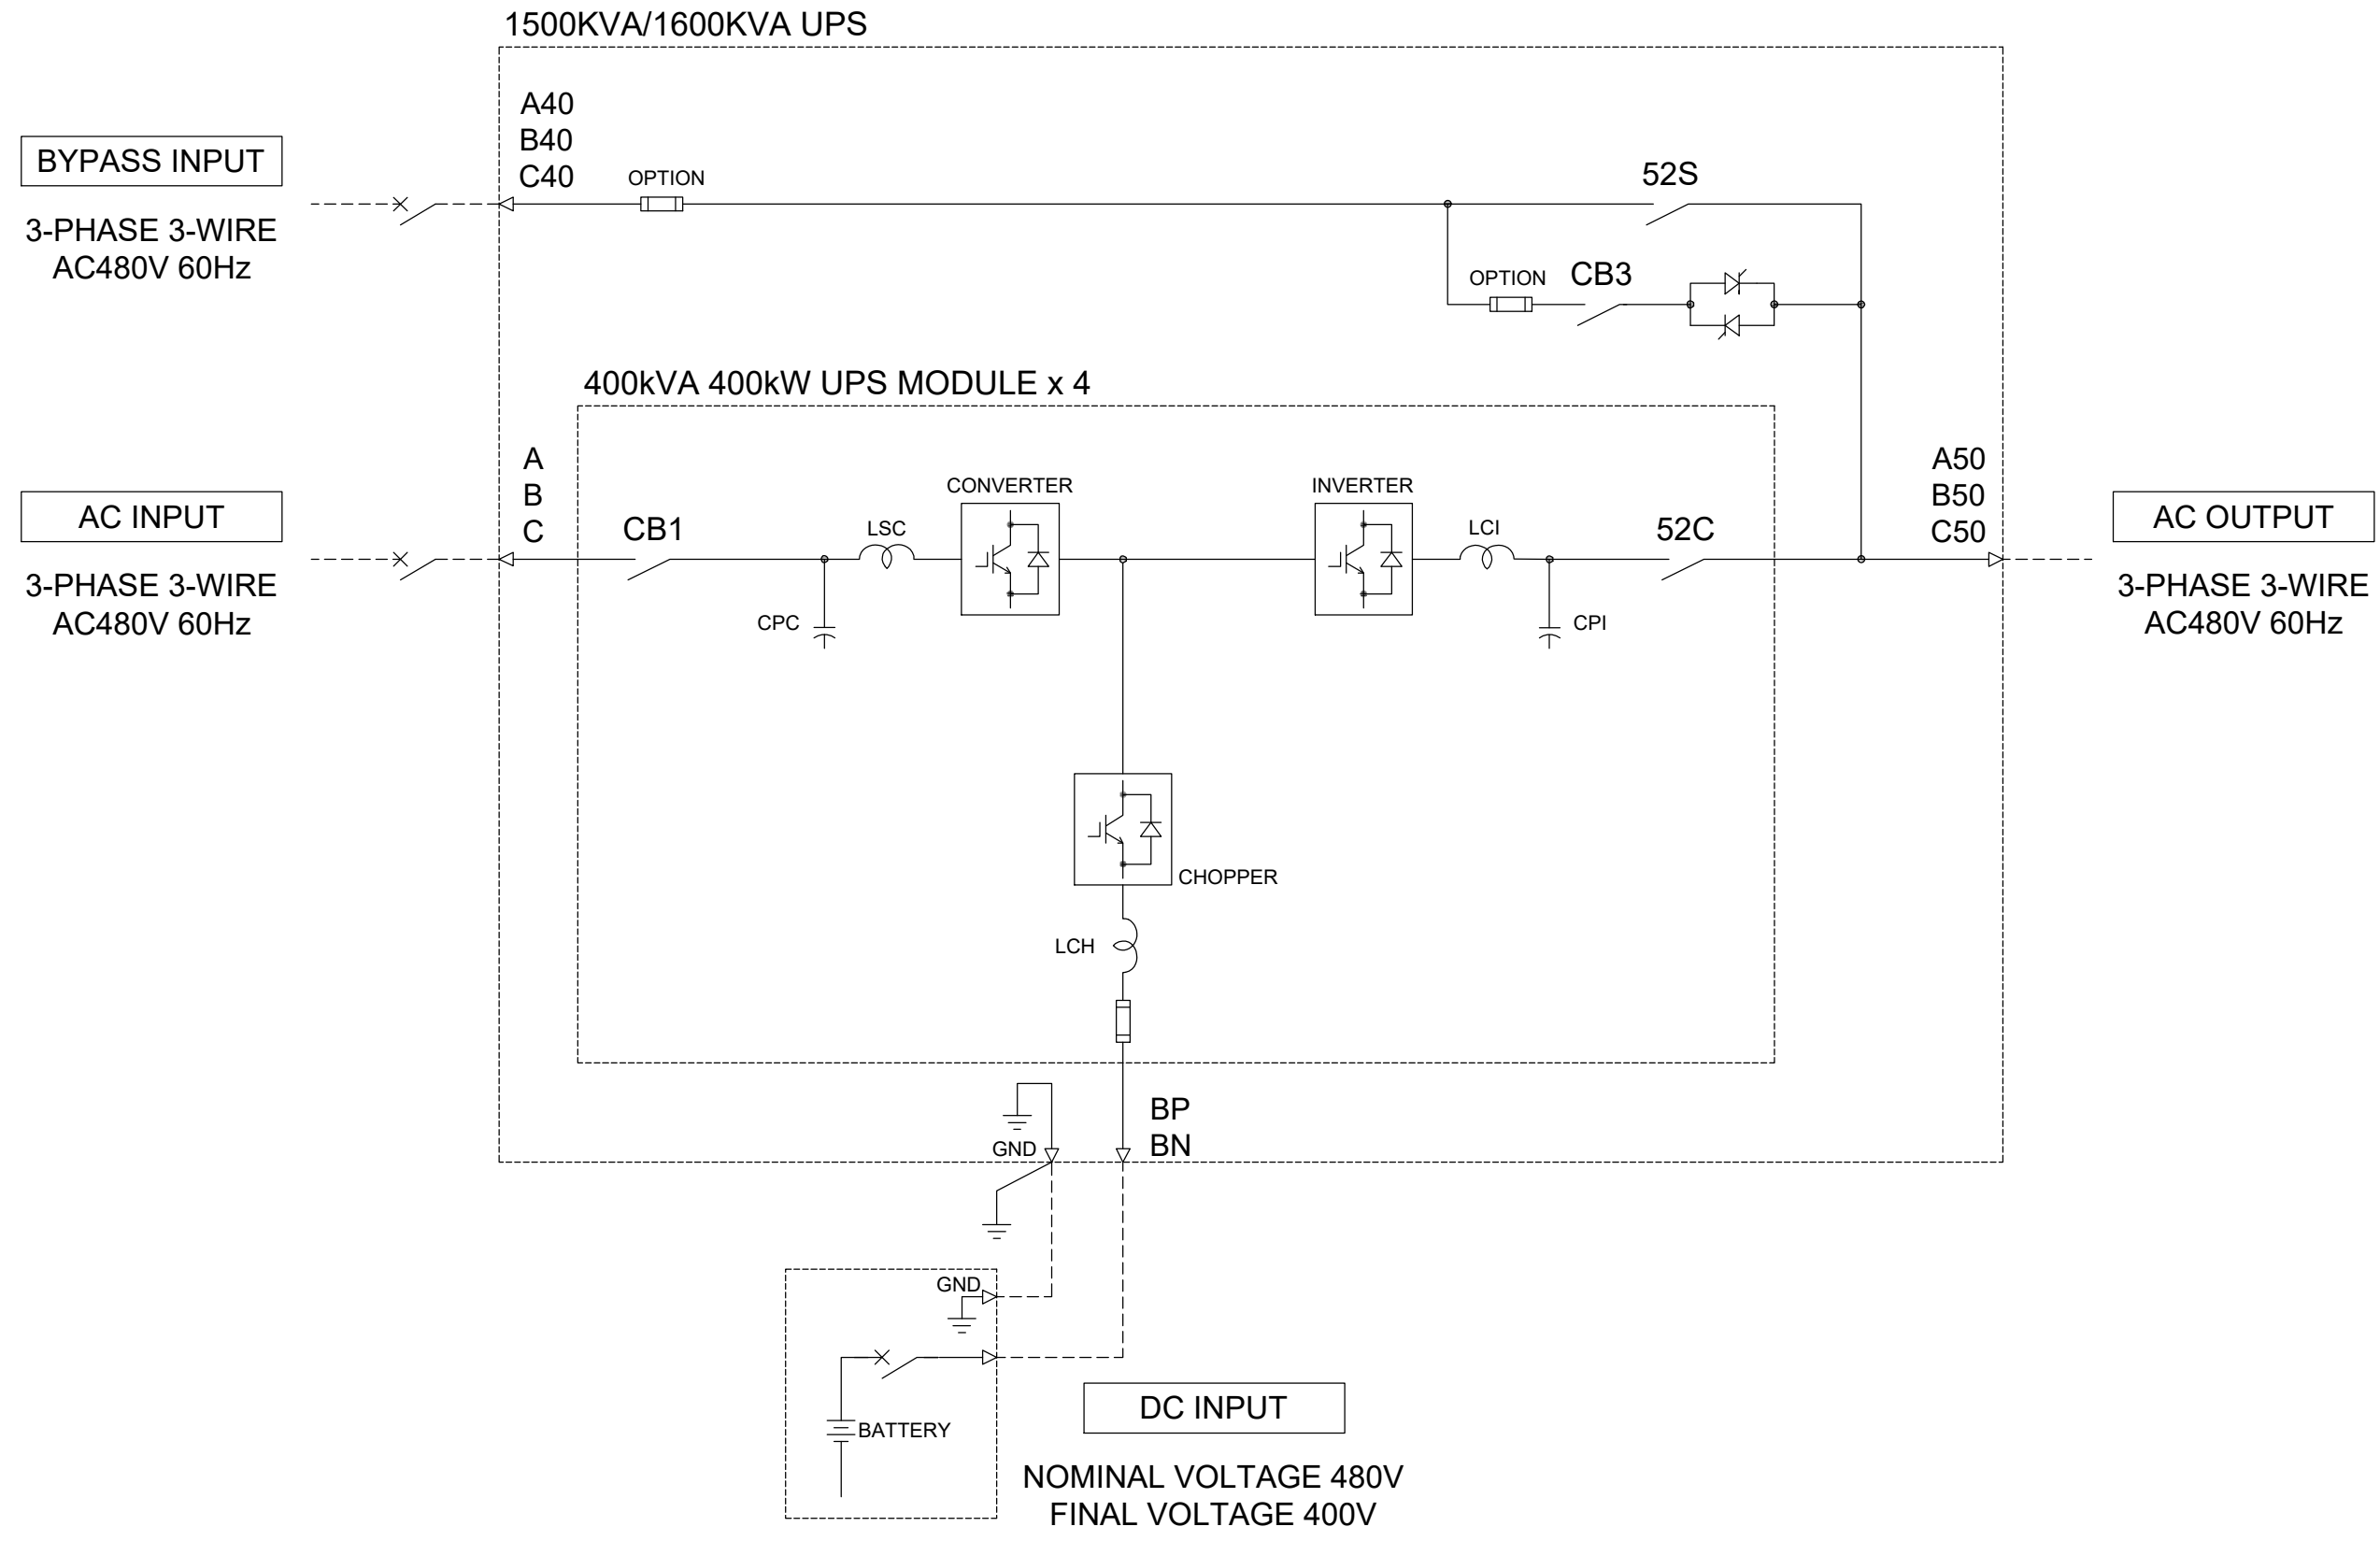 1500KVA/1600KVA UPS
A40
B40
C40
BYPASS INPUT
3-PHASE 3-WIRE
AC480V 60Hz
OPTION
52S
OPTION
CB3
400kVA 400kW UPS MODULE x 4
A
B
C
AC INPUT
3-PHASE 3-WIRE
AC480V 60Hz
CB1
LSC
CPC
CONVERTER
INVERTER
LCI
CPI
52C
A50
B50
C50
AC OUTPUT
3-PHASE 3-WIRE
AC480V 60Hz
CHOPPER
LCH
BP
BN
GND
GND
BATTERY
DC INPUT
NOMINAL VOLTAGE 480V
FINAL VOLTAGE 400V